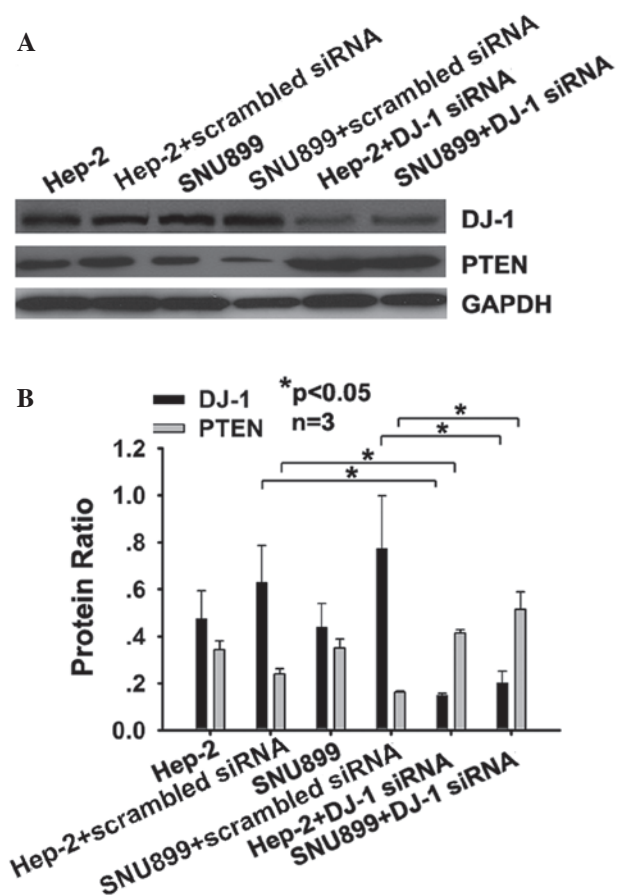 A
Hep-2
Hep-2+scrambled siRNA
SNU899
SNU899+scrambled siRNA
Hep-2+DJ-1 siRNA
SNU899+DJ-1 siRNA
DJ-1
PTEN
GAPDH
B
DJ-1
PTEN
*p<0.05
n=3
*
*
*
*
1.2
1.0
.8
.6
.4
.2
0.0
Protein Ratio
Hep-2
Hep-2+scrambled siRNA
SNU899
SNU899+scrambled siRNA
Hep-2+DJ-1 siRNA
SNU899+DJ-1 siRNA